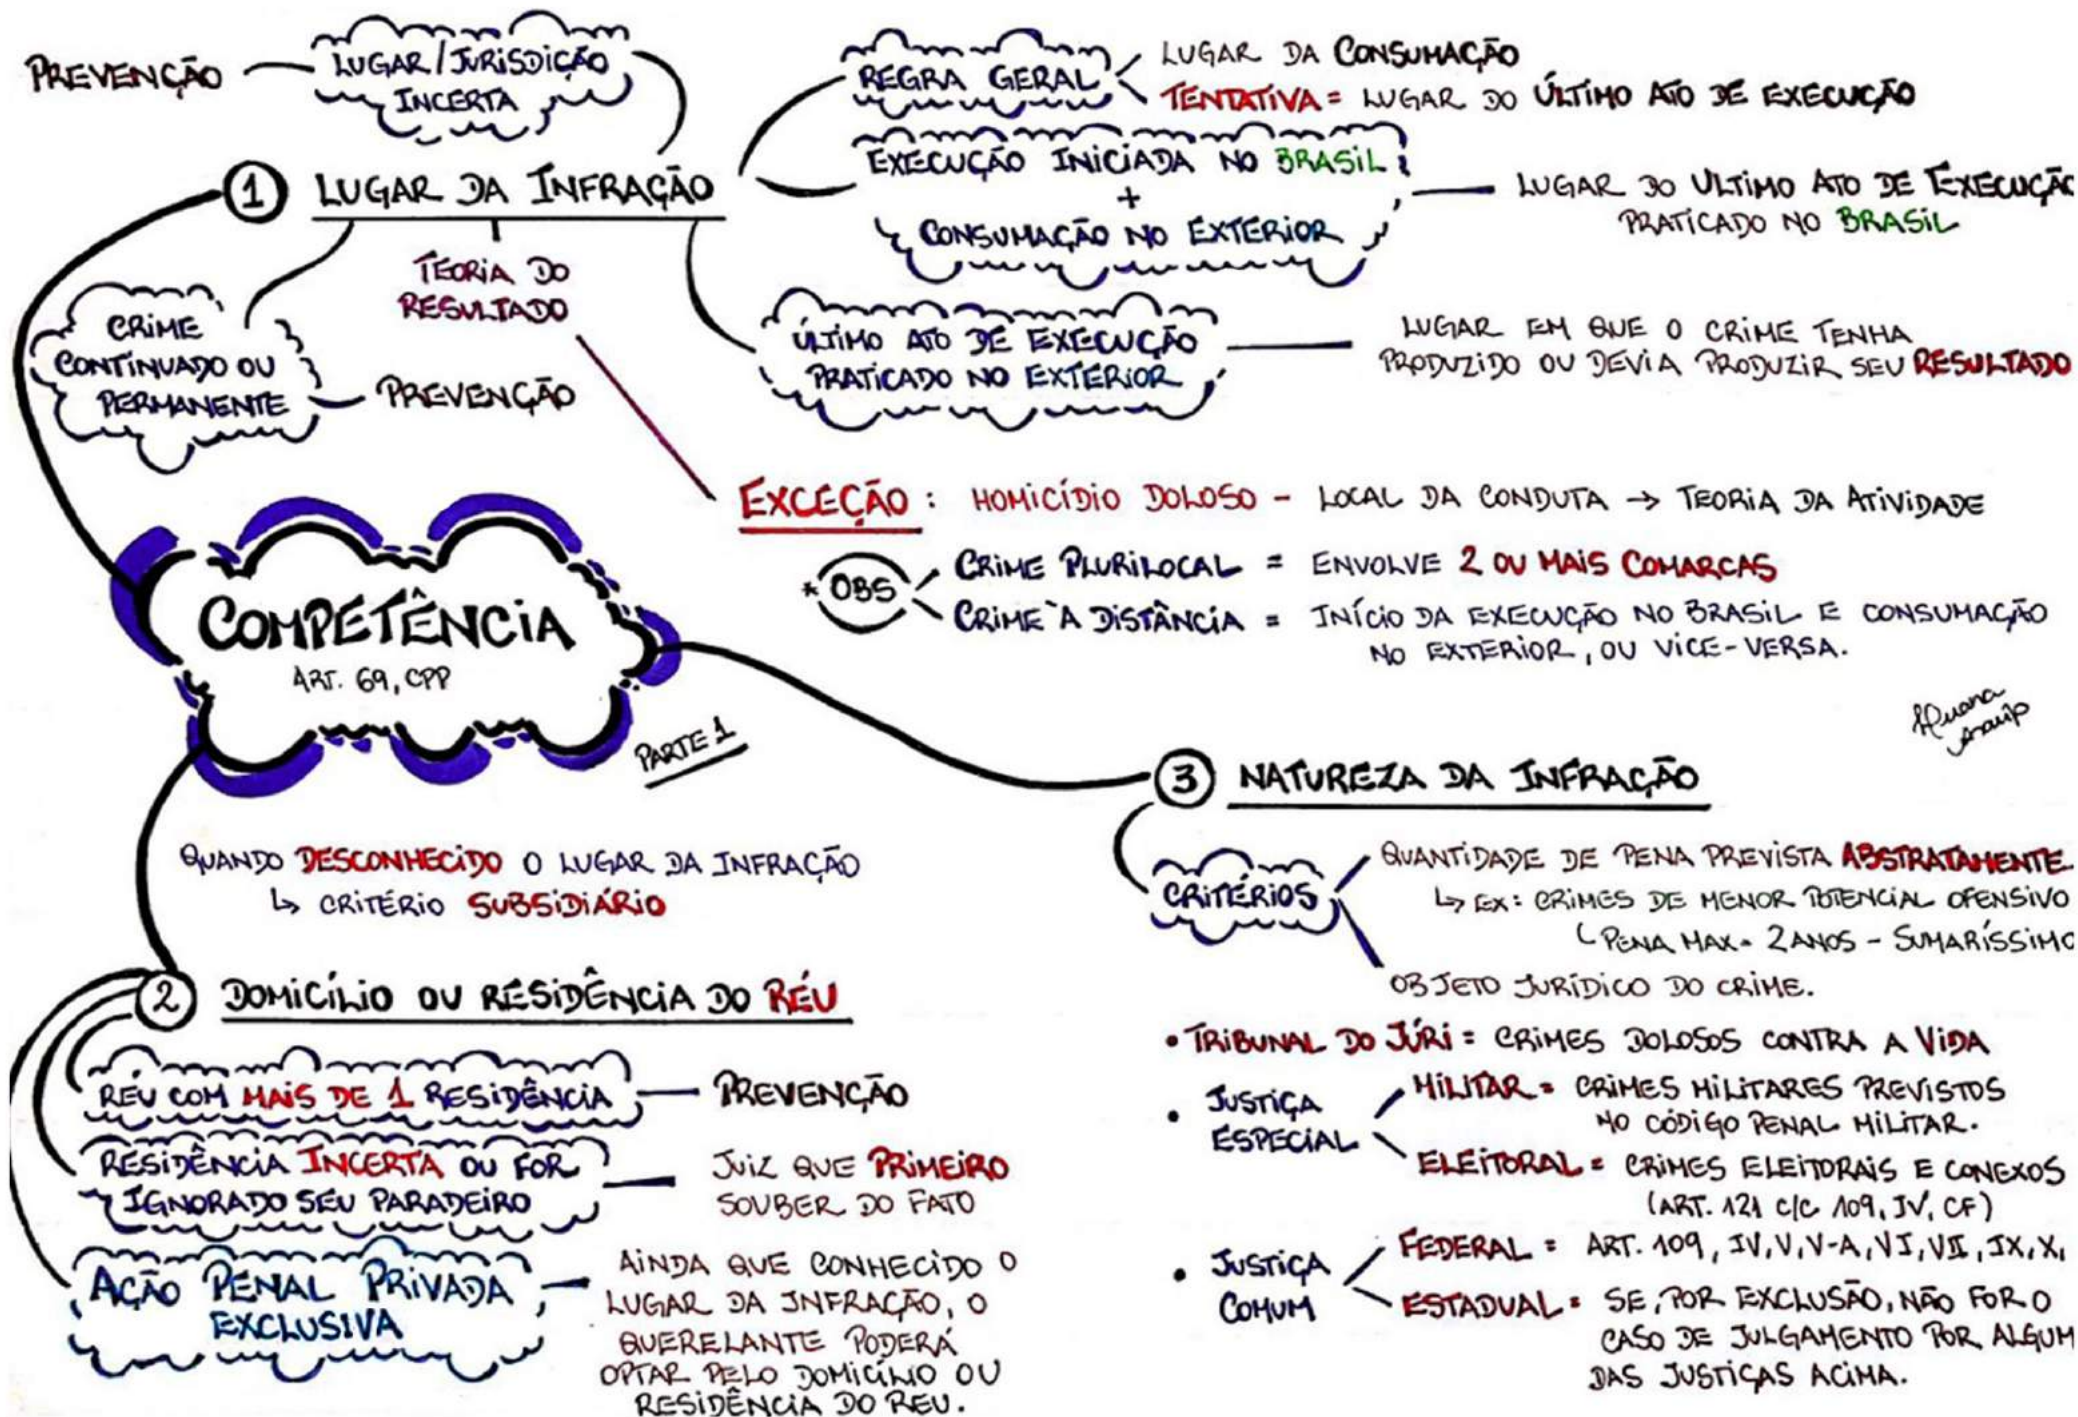 PREVENÇÃO
LUGAR/JURISDIÇÃO
INCERTA
1 LUGAR DA INFRAÇÃO
TEORIA DO
RESULTADO
CRIME
CONTINUADO OU
PERMANENTE
PREVENÇÃO
REGRA GERAL
LUGAR DA CONSUMAÇÃO
TENTATIVA = LUGAR DO ÚLTIMO ATO DE EXECUÇÃO
EXECUÇÃO INICIADA NO BRASIL
+
CONSUMAÇÃO NO EXTERIOR
LUGAR DO ULTIMO ATO DE EXECUÇÃO
PRATICADO NO BRASIL
ÚLTIMO ATO DE EXECUÇÃO
PRATICADO NO EXTERIOR
LUGAR EM QUE O CRIME TENHA
PRODUZIDO OU DEVIA PRODUZIR SEU RESULTADO
EXCEÇÃO: HOMICÍDIO DOLOSO - LOCAL DA CONDUTA → TEORIA DA ATIVIDADE
* OBS
CRIME PLURILOCAL = ENVOLVE 2 OU MAIS COMARCAS
CRIME À DISTÂNCIA = INÍCIO DA EXECUÇÃO NO BRASIL E CONSUMAÇÃO
NO EXTERIOR, OU VICE-VERSA.
COMPETÊNCIA
ART. 69, CPP
PARTE 1
QUANDO DESCONHECIDO O LUGAR DA INFRAÇÃO
↳ CRITÉRIO SUBSIDIÁRIO
2 DOMICÍLIO OU RESIDÊNCIA DO RÉU
RÉU COM MAIS DE 1 RESIDÊNCIA
PREVENÇÃO
RESIDÊNCIA INCERTA OU FOR
IGNORADO SEU PARADEIRO
JUIZ QUE PRIMEIRO
SOUBER DO FATO
AÇÃO PENAL PRIVADA
EXCLUSIVA
AINDA QUE CONHECIDO O
LUGAR DA INFRAÇÃO, O
QUERELANTE PODERÁ
OPTAR PELO DOMICÍLIO OU
RESIDÊNCIA DO REU.
3 NATUREZA DA INFRAÇÃO
CRITÉRIOS
QUANTIDADE DE PENA PREVISTA ABSTRATAMENTE
↳ EX: CRIMES DE MENOR POTENCIAL OFENSIVO
PENA MAX = 2 ANOS - SUMARÍSSIMO
OBJETO JURÍDICO DO CRIME.
• TRIBUNAL DO JÚRI = CRIMES DOLOSOS CONTRA A VIDA
• JUSTIÇA
ESPECIAL
MILITAR = CRIMES MILITARES PREVISTOS
NO CÓDIGO PENAL MILITAR.
ELEITORAL = CRIMES ELEITORAIS E CONEXOS
(ART. 121 C/C 109, IV, CF)
• JUSTIÇA
COMUM
FEDERAL = ART. 109, IV, V, V-A, VI, VII, IX, X,
ESTADUAL = SE, POR EXCLUSÃO, NÃO FOR O
CASO DE JULGAMENTO POR ALGUM
DAS JUSTIÇAS ACIMA.